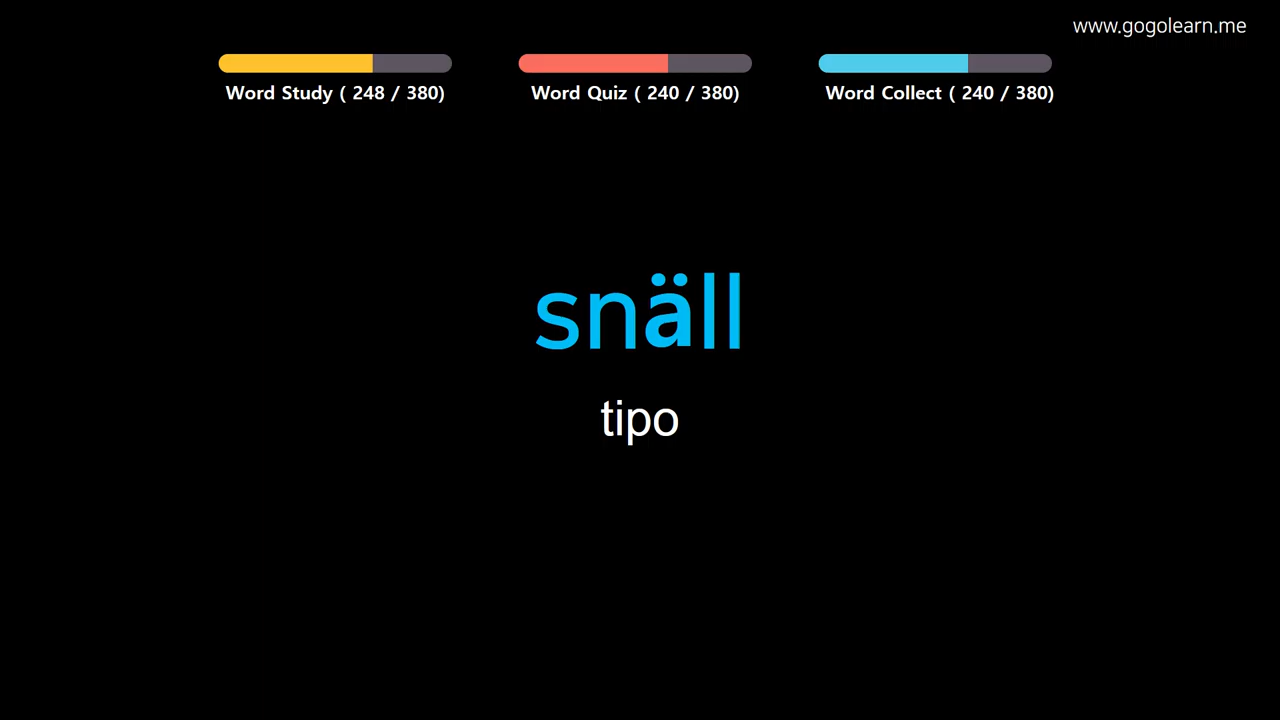 www.gogolearn.me
Word Study ( 248 / 380)
Word Quiz ( 240 / 380)
Word Collect ( 240 / 380)
snäll
tipo